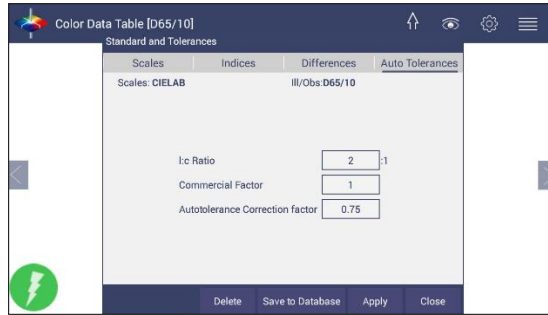 Color Data Table [D65/10]
Standard and Tolerances
Scales Indices Differences Auto Tolerances
Scales: CIELAB Ill/Obs:D65/10
l:c Ratio 2 :1
Commercial Factor 1
Autotolerance Correction factor 0.75
Delete Save to Database Apply Close